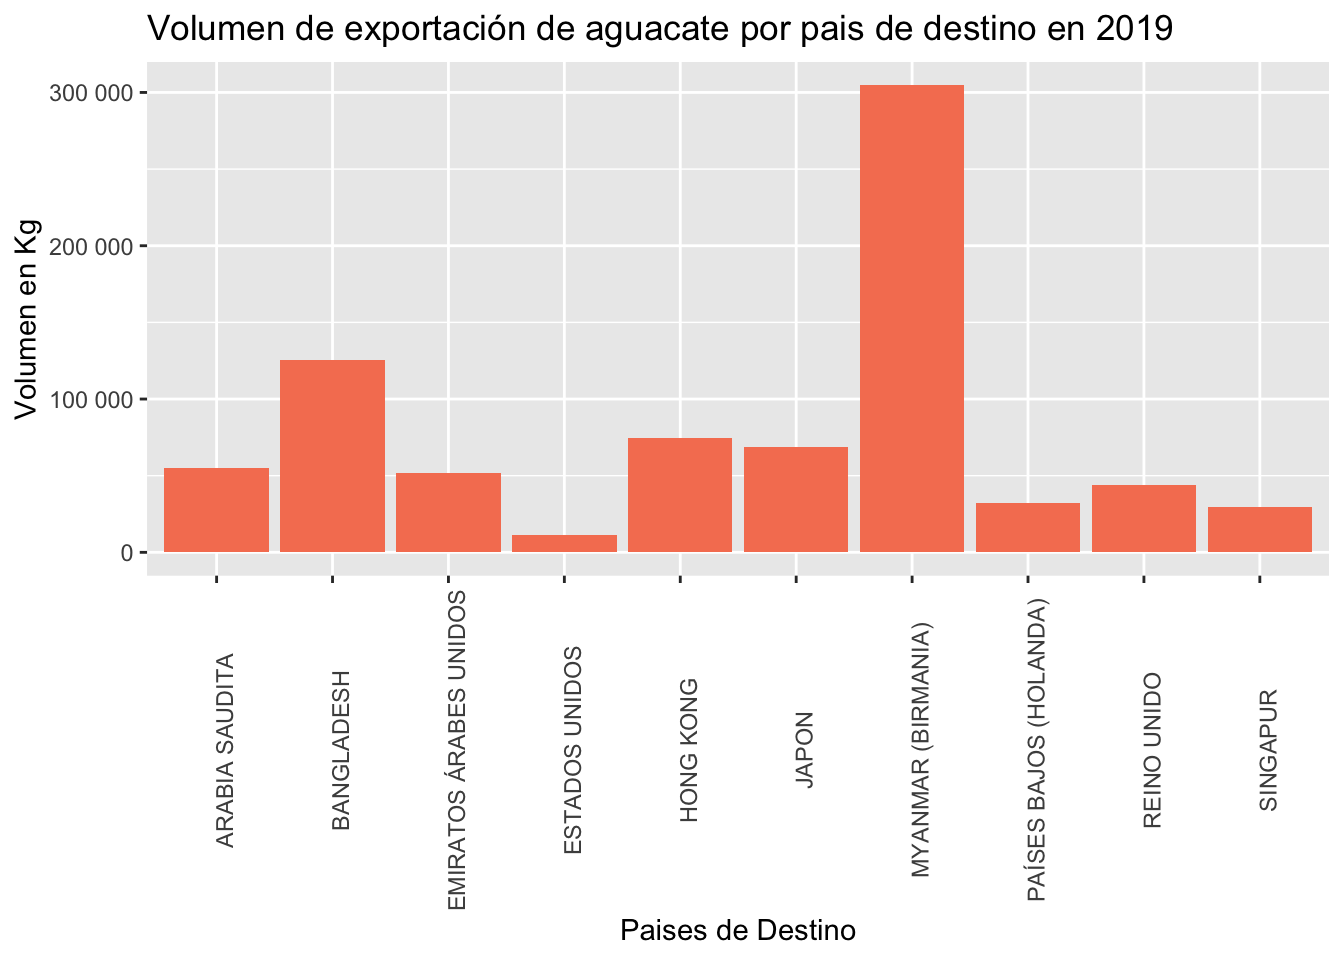 Volumen de exportación de aguacate por pais de destino en 2019
Volumen en Kg
300 000
200 000
100 000
0
ARABIA SAUDITA
BANGLADESH
EMIRATOS ÁRABES UNIDOS
ESTADOS UNIDOS
HONG KONG
JAPON
MYANMAR (BIRMANIA)
PAÍSES BAJOS (HOLANDA)
REINO UNIDO
SINGAPUR
Paises de Destino